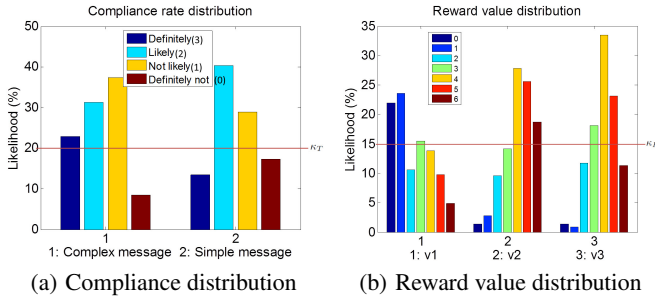 Compliance rate distribution
50
40
30
20
10
0
Likelihood (%)
Definitely(3)
Likely(2)
Not likely(1)
Definitely not (0)
κT
1
2
1: Complex message
2: Simple message
(a) Compliance distribution
Reward value distribution
35
30
25
20
15
10
5
0
Likelihood (%)
0
1
2
3
4
5
6
1
2
3
1: v1
2: v2
3: v3
(b) Reward value distribution